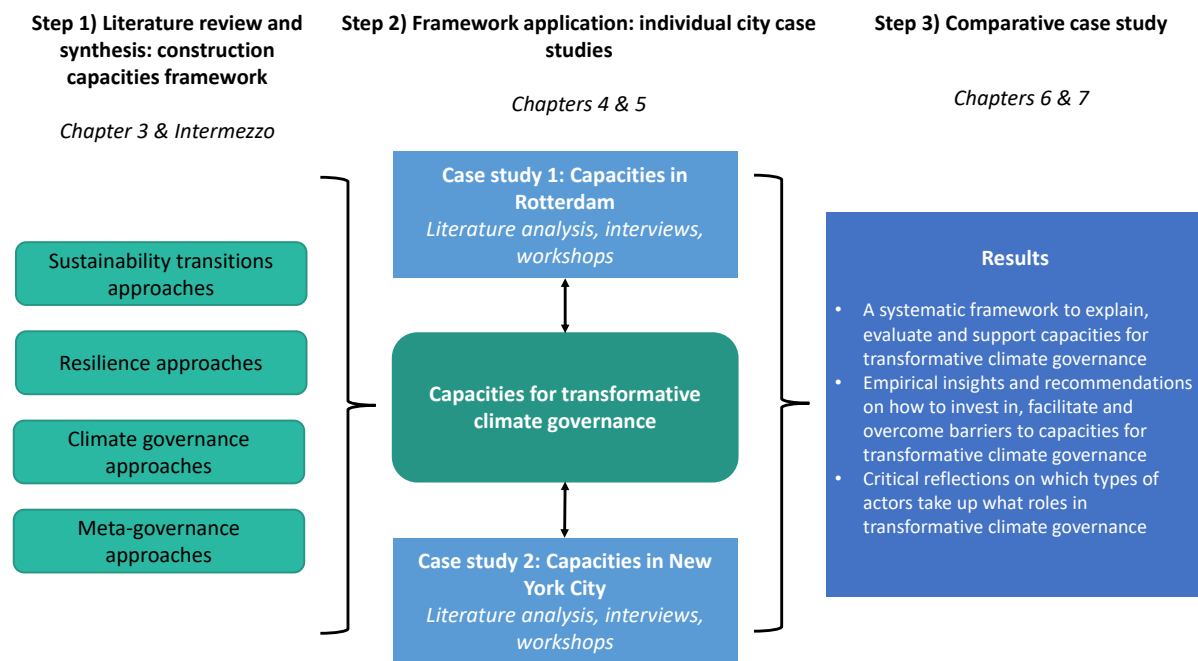 Step 1) Literature review and
synthesis: construction
capacities framework
Chapter 3 & Intermezzo
Sustainability transitions
approaches
Resilience approaches
Climate governance
approaches
Meta-governance
approaches
Step 2) Framework application: individual city case
studies
Chapters 4 & 5
Case study 1: Capacities in
Rotterdam
Literature analysis, interviews,
workshops
Capacities for transformative
climate governance
Case study 2: Capacities in New
York City
Literature analysis, interviews,
workshops
Step 3) Comparative case study
Chapters 6 & 7
Results
• A systematic framework to explain,
evaluate and support capacities for
transformative climate governance
• Empirical insights and recommendations
on how to invest in, facilitate and
overcome barriers to capacities for
transformative climate governance
• Critical reflections on which types of
actors take up what roles in
transformative climate governance